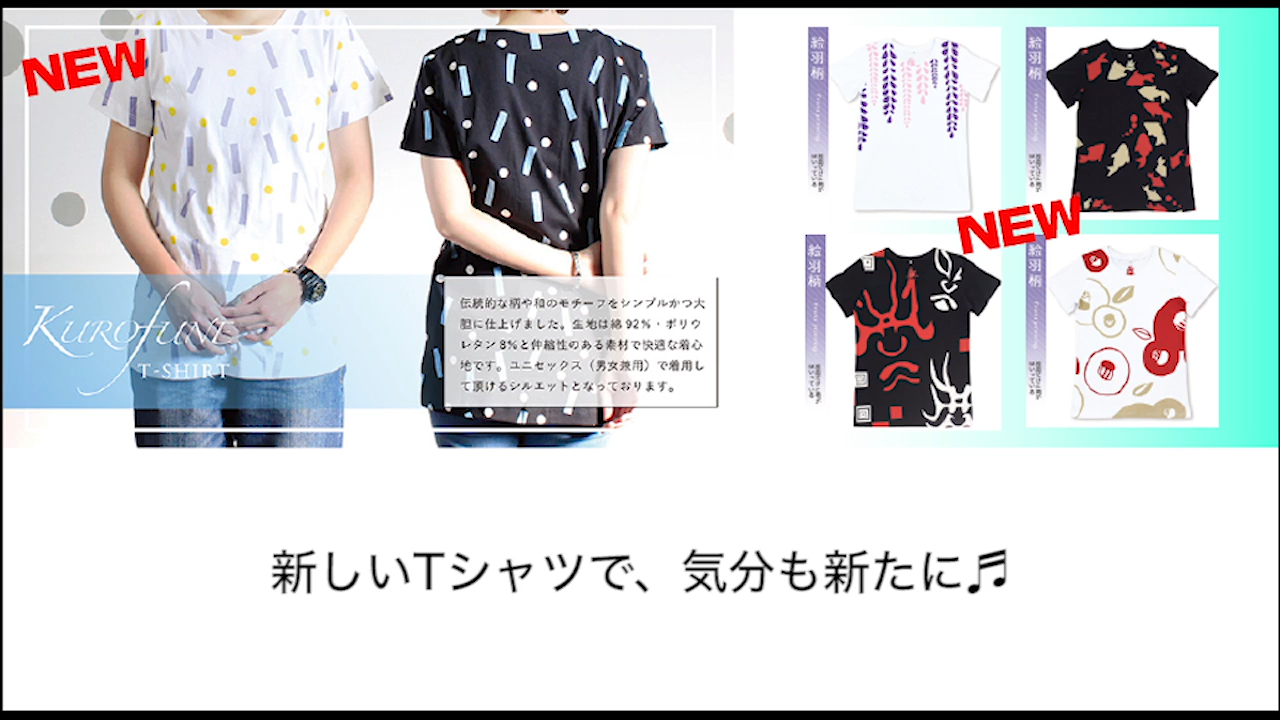 NEW
KUROFUNE
T-SHIRT
伝統的な柄や和のモチーフをシンプルかつ大
胆に仕上げました。生地は綿92%・ポリウ
レタン8%と伸縮性のある素材で快適な着心
地です。ユニセックス（男女兼用）で着用し
て頂けるシルエットとなっております。
絵羽柄
絵羽柄
NEW
絵羽柄
絵羽柄
新しいTシャツで、気分も新たに♬